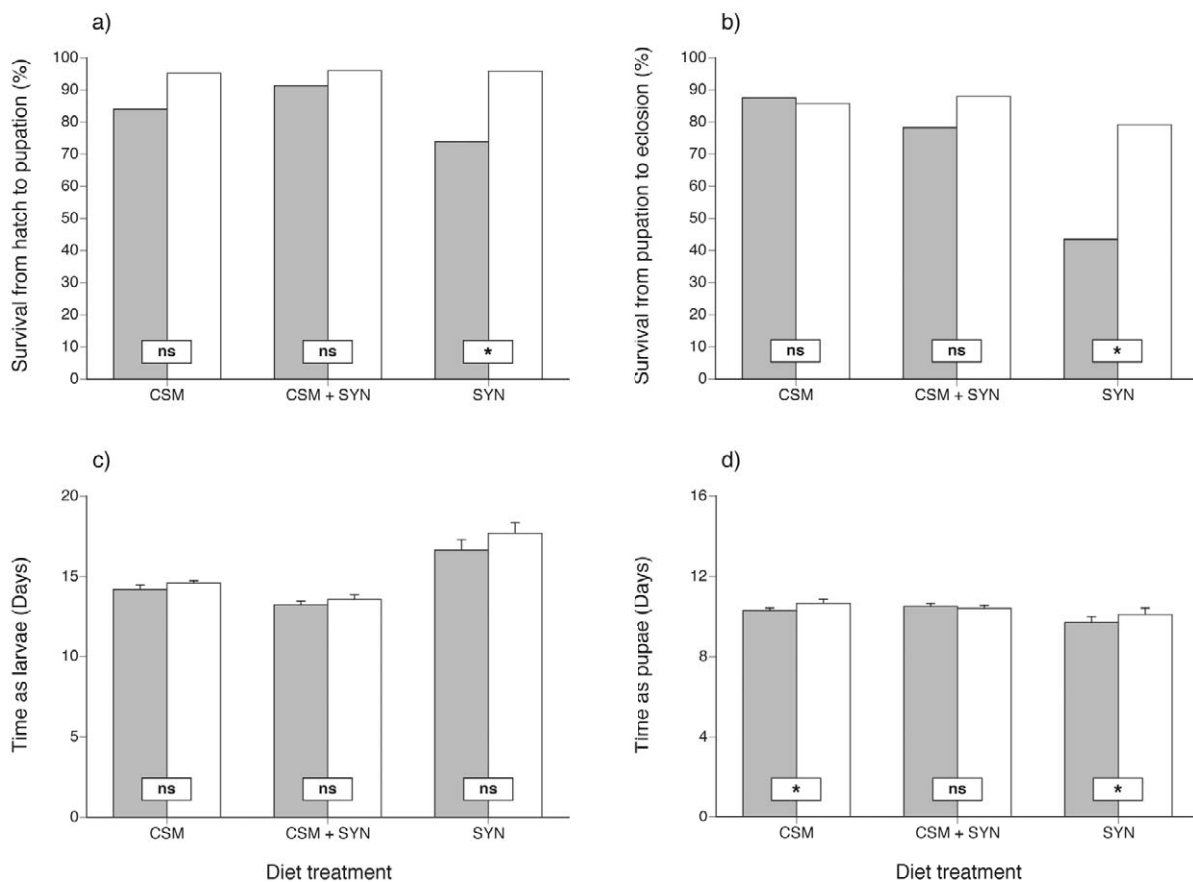 a)
Survival from hatch to pupation (%)
100
90
80
70
60
50
40
30
20
10
0
ns
ns
*
CSM
CSM + SYN
SYN
b)
Survival from pupation to eclosion (%)
100
90
80
70
60
50
40
30
20
10
0
ns
ns
*
CSM
CSM + SYN
SYN
c)
Time as larvae (Days)
20
15
10
5
0
ns
ns
ns
CSM
CSM + SYN
SYN
Diet treatment
d)
Time as pupae (Days)
16
12
8
4
0
*
ns
*
CSM
CSM + SYN
SYN
Diet treatment